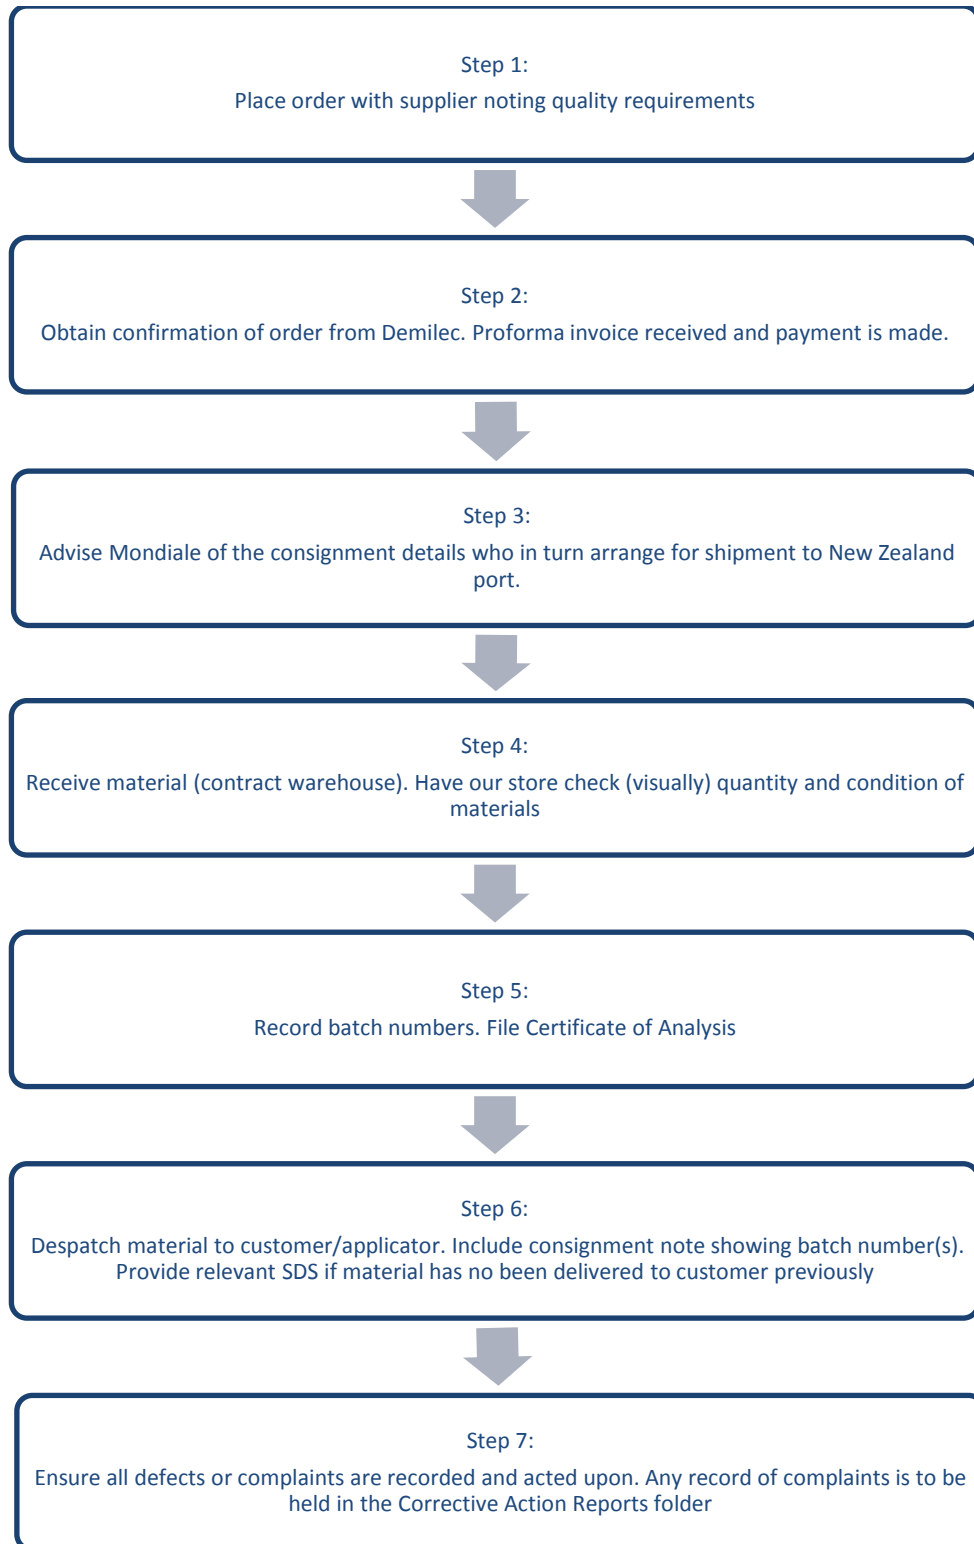 Step 1:
Place order with supplier noting quality requirements
Step 2:
Obtain confirmation of order from Demilec. Proforma invoice received and payment is made.
Step 3:
Advise Mondiale of the consignment details who in turn arrange for shipment to New Zealand
port.
Step 4:
Receive material (contract warehouse). Have our store check (visually) quantity and condition of
materials
Step 5:
Record batch numbers. File Certificate of Analysis
Step 6:
Despatch material to customer/applicator. Include consignment note showing batch number(s).
Provide relevant SDS if material has no been delivered to customer previously
Step 7:
Ensure all defects or complaints are recorded and acted upon. Any record of complaints is to be
held in the Corrective Action Reports folder